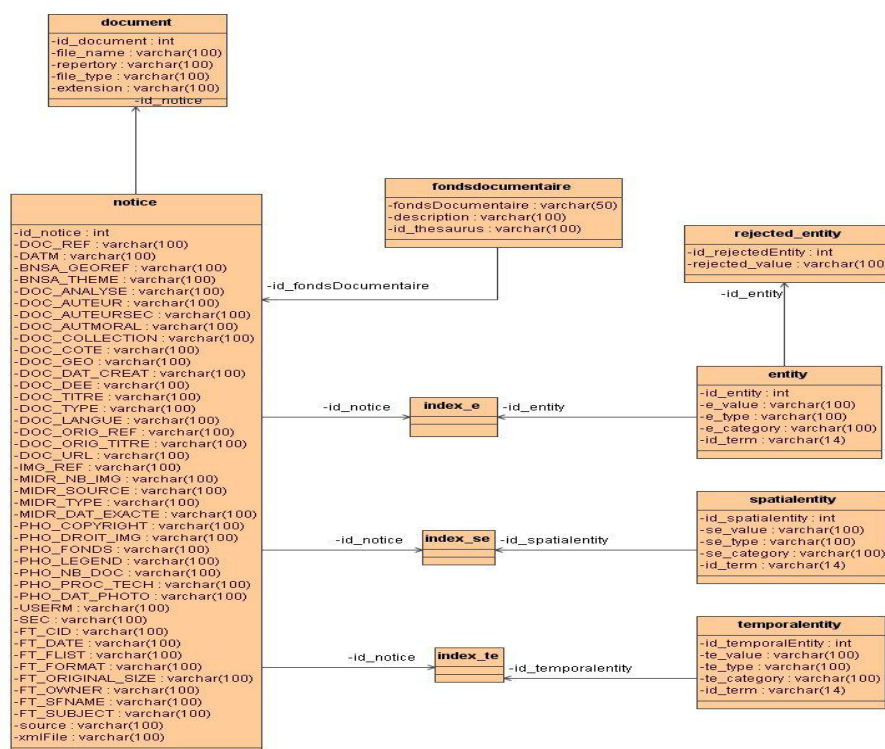 document
-id_document : int
-file_name : varchar(100)
-repertory : varchar(100)
-file_type : varchar(100)
-extension : varchar(100)
-id_notice
notice
-id_notice : int
-DOC_REF : varchar(100)
-DATM : varchar(100)
-BNSA_GEOREF : varchar(100)
-BNSA_THEME : varchar(100)
-DOC_ANALYSE : varchar(100)
-DOC_AUTEUR : varchar(100)
-DOC_AUTEURSEC : varchar(100)
-DOC_AUTMORAL : varchar(100)
-DOC_COLLECTION : varchar(100)
-DOC_COTE : varchar(100)
-DOC_GEO : varchar(100)
-DOC_DAT_CREAT : varchar(100)
-DOC_DEE : varchar(100)
-DOC_TITRE : varchar(100)
-DOC_TYPE : varchar(100)
-DOC_LANGUE : varchar(100)
-DOC_ORIG_REF : varchar(100)
-DOC_ORIG_TITRE : varchar(100)
-DOC_URL : varchar(100)
-IMG_REF : varchar(100)
-MIDR_NB_IMG : varchar(100)
-MIDR_SOURCE : varchar(100)
-MIDR_TYPE : varchar(100)
-MIDR_DAT_EXACTE : varchar(100)
-PHO_COPYRIGHT : varchar(100)
-PHO_DROIT_IMG : varchar(100)
-PHO_FONDS : varchar(100)
-PHO_LEGEND : varchar(100)
-PHO_NB_DOC : varchar(100)
-PHO_PROC_TECH : varchar(100)
-PHO_DAT_PHOTO : varchar(100)
-USERM : varchar(100)
-SEC : varchar(100)
-FT_CID : varchar(100)
-FT_DATE : varchar(100)
-FT_FLIST : varchar(100)
-FT_FORMAT : varchar(100)
-FT_ORIGINAL_SIZE : varchar(100)
-FT_OWNER : varchar(100)
-FT_SFNAME : varchar(100)
-FT_SUBJECT : varchar(100)
-source : varchar(100)
-xmlFile : varchar(100)
fondsdocumentaire
-fondsDocumentaire : varchar(50)
-description : varchar(100)
-id_thesaurus : varchar(100)
-id_fondsDocumentaire
rejected_entity
-id_rejectedEntity : int
-rejected_value : varchar(100)
-id_entity
entity
-id_entity : int
-e_value : varchar(100)
-e_type : varchar(100)
-e_category : varchar(100)
-id_term : varchar(14)
-id_notice
index_e
-id_entity
spatialentity
-id_spatialentity : int
-se_value : varchar(100)
-se_type : varchar(100)
-se_category : varchar(100)
-id_term : varchar(14)
-id_notice
index_se
-id_spatialentity
temporalentity
-id_temporalEntity : int
-te_value : varchar(100)
-te_type : varchar(100)
-te_category : varchar(100)
-id_term : varchar(14)
-id_notice
index_te
-id_temporalentity